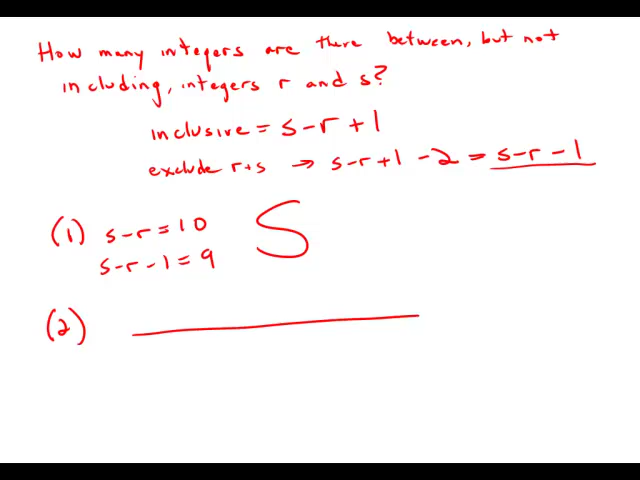 How many integers are there between, but not
including, integers r and s?
inclusive = s-r+1
exclude r+s → s-r+1 -2 = s-r-1
(1) s-r=10 S
s-r-1=9
(2)